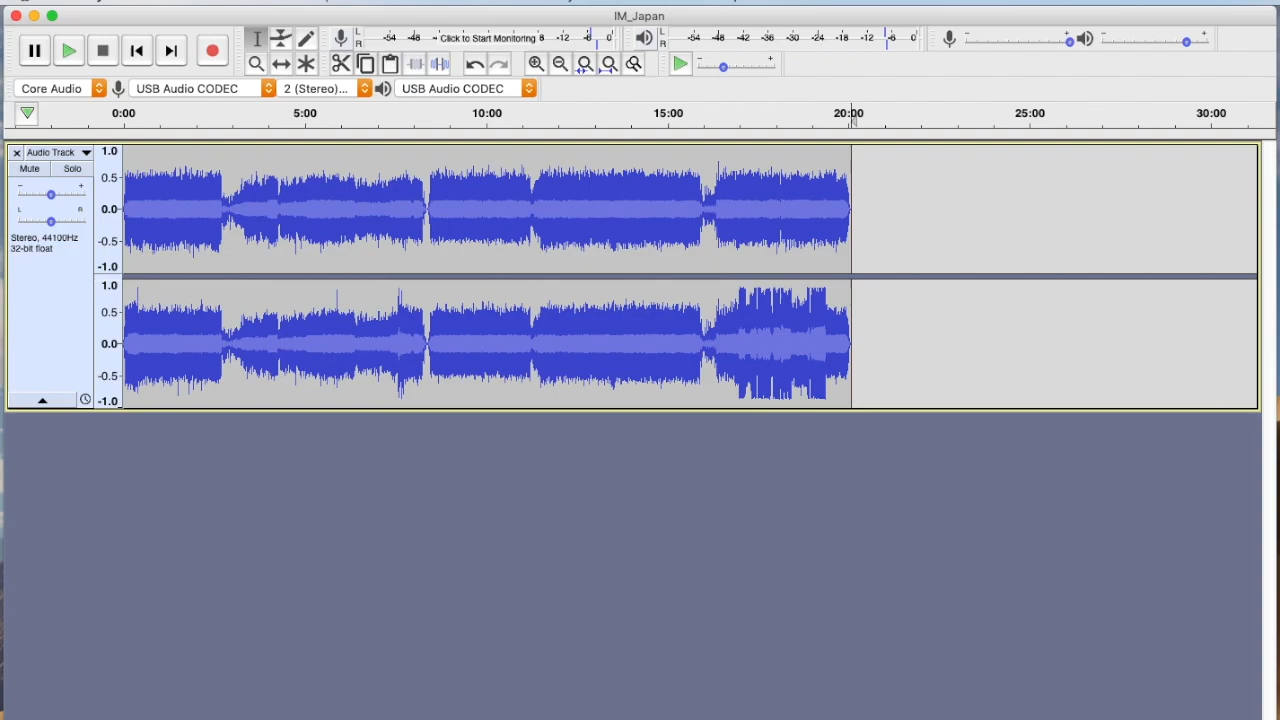 IM_Japan
L
R
-54 -48 - Click to Start Monitoring 8 -12 -6 0
L
R
-54 -48 -42 -36 -30 -24 -18 -12 -6 0
- +
- +
- +
Core Audio
USB Audio CODEC
2 (Stereo)...
USB Audio CODEC
0:00 5:00 10:00 15:00 20:00 25:00 30:00
Audio Track
Mute Solo
- +
L R
Stereo, 44100Hz
32-bit float
1.0
0.5
0.0
-0.5
-1.0
1.0
0.5
0.0
-0.5
-1.0